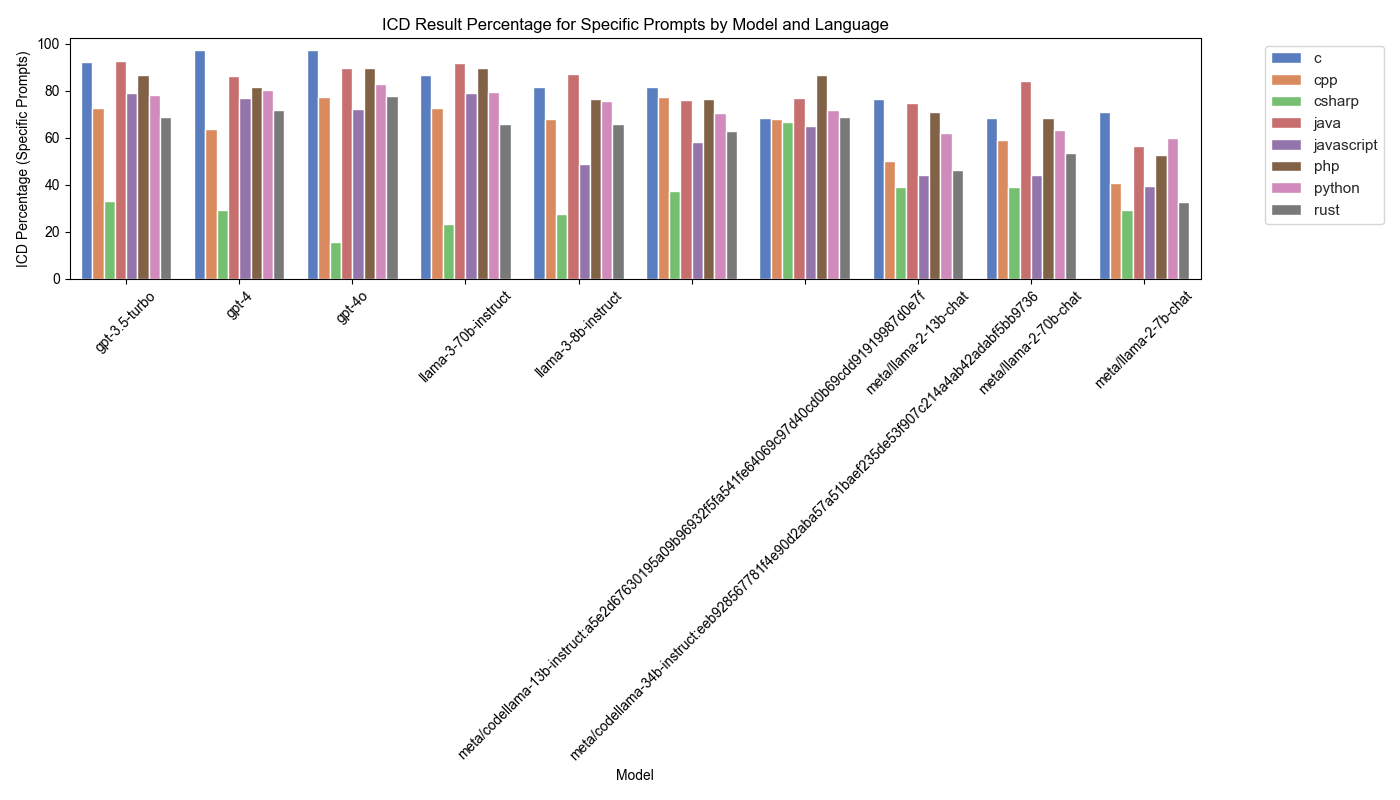 ICD Result Percentage for Specific Prompts by Model and Language
ICD Percentage (Specific Prompts)
100
80
60
40
20
0
c
cpp
csharp
java
javascript
php
python
rust
gpt-3.5-turbo
gpt-4
gpt-4o
llama-3-70b-instruct
llama-3-8b-instruct
meta/codellama-13b-instruct:a5e2d67630195a09b96932f5fa541fe64069c97d40cd0b69cdd91919987d0e7f
meta/codellama-34b-instruct:eeb928567781f4e90d2aba57a51baef235de53f907c214a4ab42adabf5bb9736
meta/llama-2-13b-chat
meta/llama-2-70b-chat
meta/llama-2-7b-chat
Model